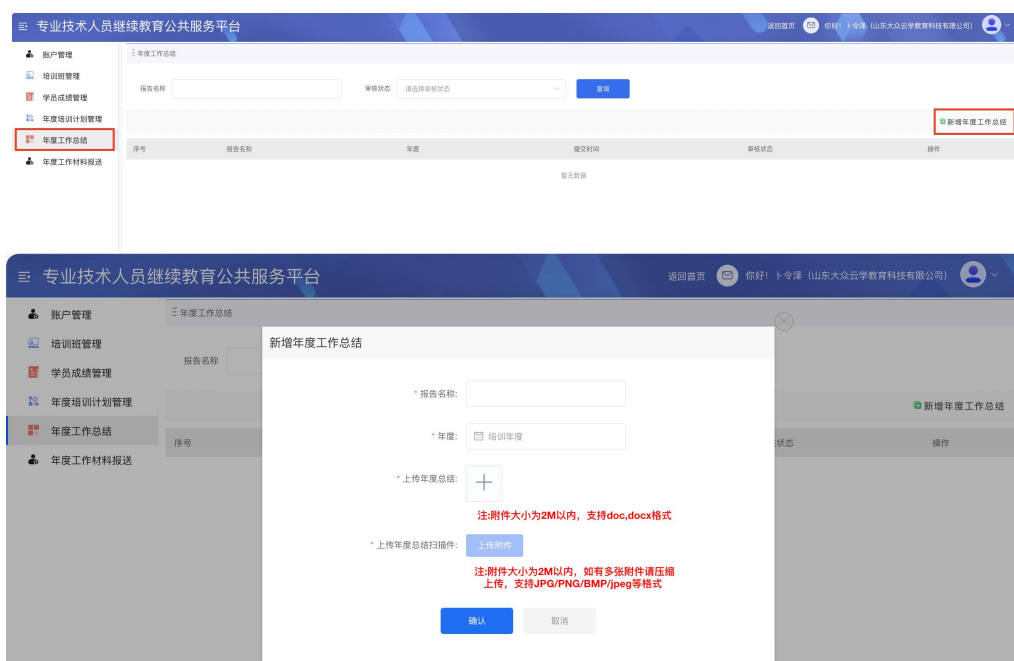 专业技术人员继续教育公共服务平台 返回首页 你好！卜令泽（山东大众云学教育科技有限公司）
账户管理
培训班管理
学员成绩管理
年度培训计划管理
年度工作总结
年度工作材料报送
年度工作总结
报告名称 审核状态 请选择审核状态 查询
新增年度工作总结
序号 报告名称 年度 提交时间 审核状态 操作
暂无数据
专业技术人员继续教育公共服务平台 返回首页 你好！卜令泽（山东大众云学教育科技有限公司）
账户管理
培训班管理
学员成绩管理
年度培训计划管理
年度工作总结
年度工作材料报送
年度工作总结
报告名称
新增年度工作总结
序号 状态 操作
新增年度工作总结
* 报告名称:
* 年度: 培训年度
* 上传年度总结:
注:附件大小为2M以内，支持doc,docx格式
* 上传年度总结扫描件: 上传附件
注:附件大小为2M以内，如有多张附件请压缩
上传，支持JPG/PNG/BMP/jpeg等格式
确认 取消